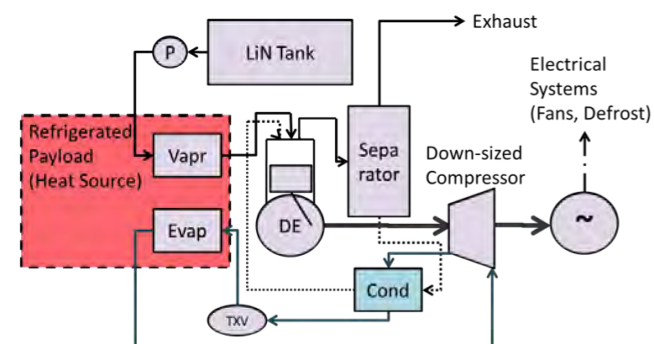 Exhaust
P
LiN Tank
Electrical
Systems
(Fans, Defrost)
Refrigerated
Payload
(Heat Source)
Vapr
Sepa
rator
Down-sized
Compressor
Evap
DE
~
Cond
TXV